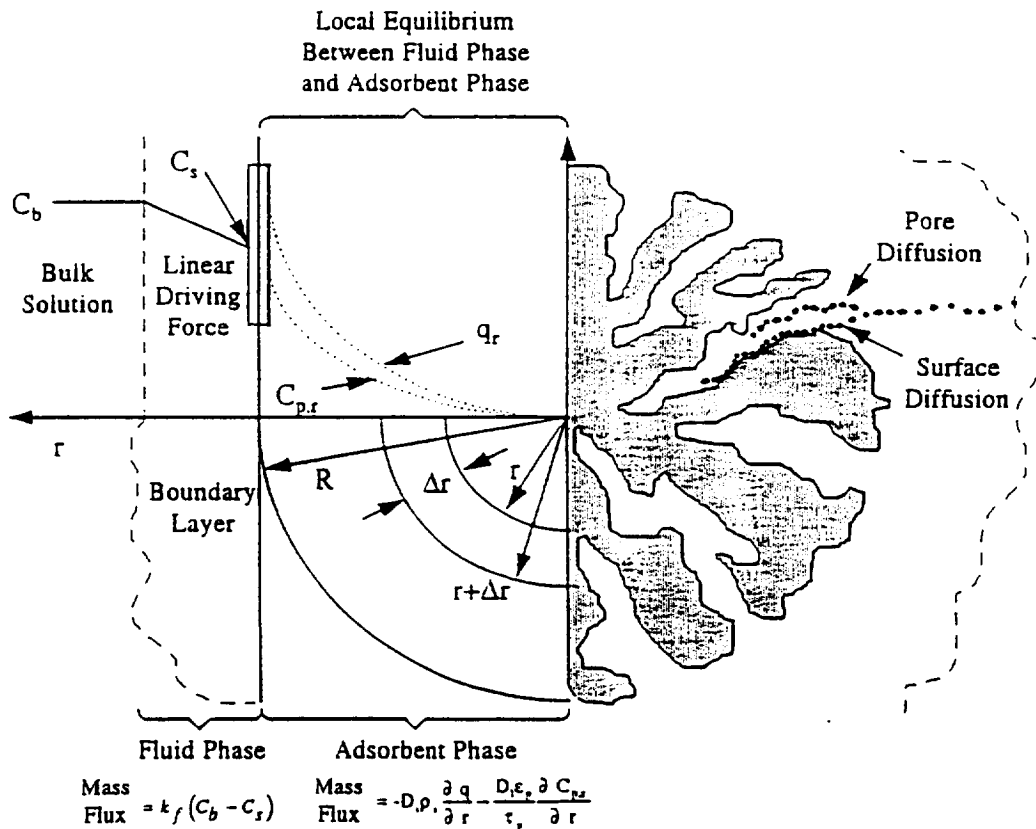 Local Equilibrium
Between Fluid Phase
and Adsorbent Phase
C_s
C_b
Bulk
Solution
Linear
Driving
Force
q_r
C_p,r
Pore
Diffusion
Surface
Diffusion
r
R
Δr
r
Boundary
Layer
r+Δr
Fluid Phase
Adsorbent Phase
Mass
Flux = k_f (C_b – C_s)
Mass
Flux = -D_s ρ_s ∂q/∂r – D_l ε_p/τ_p ∂C_p,r/∂r